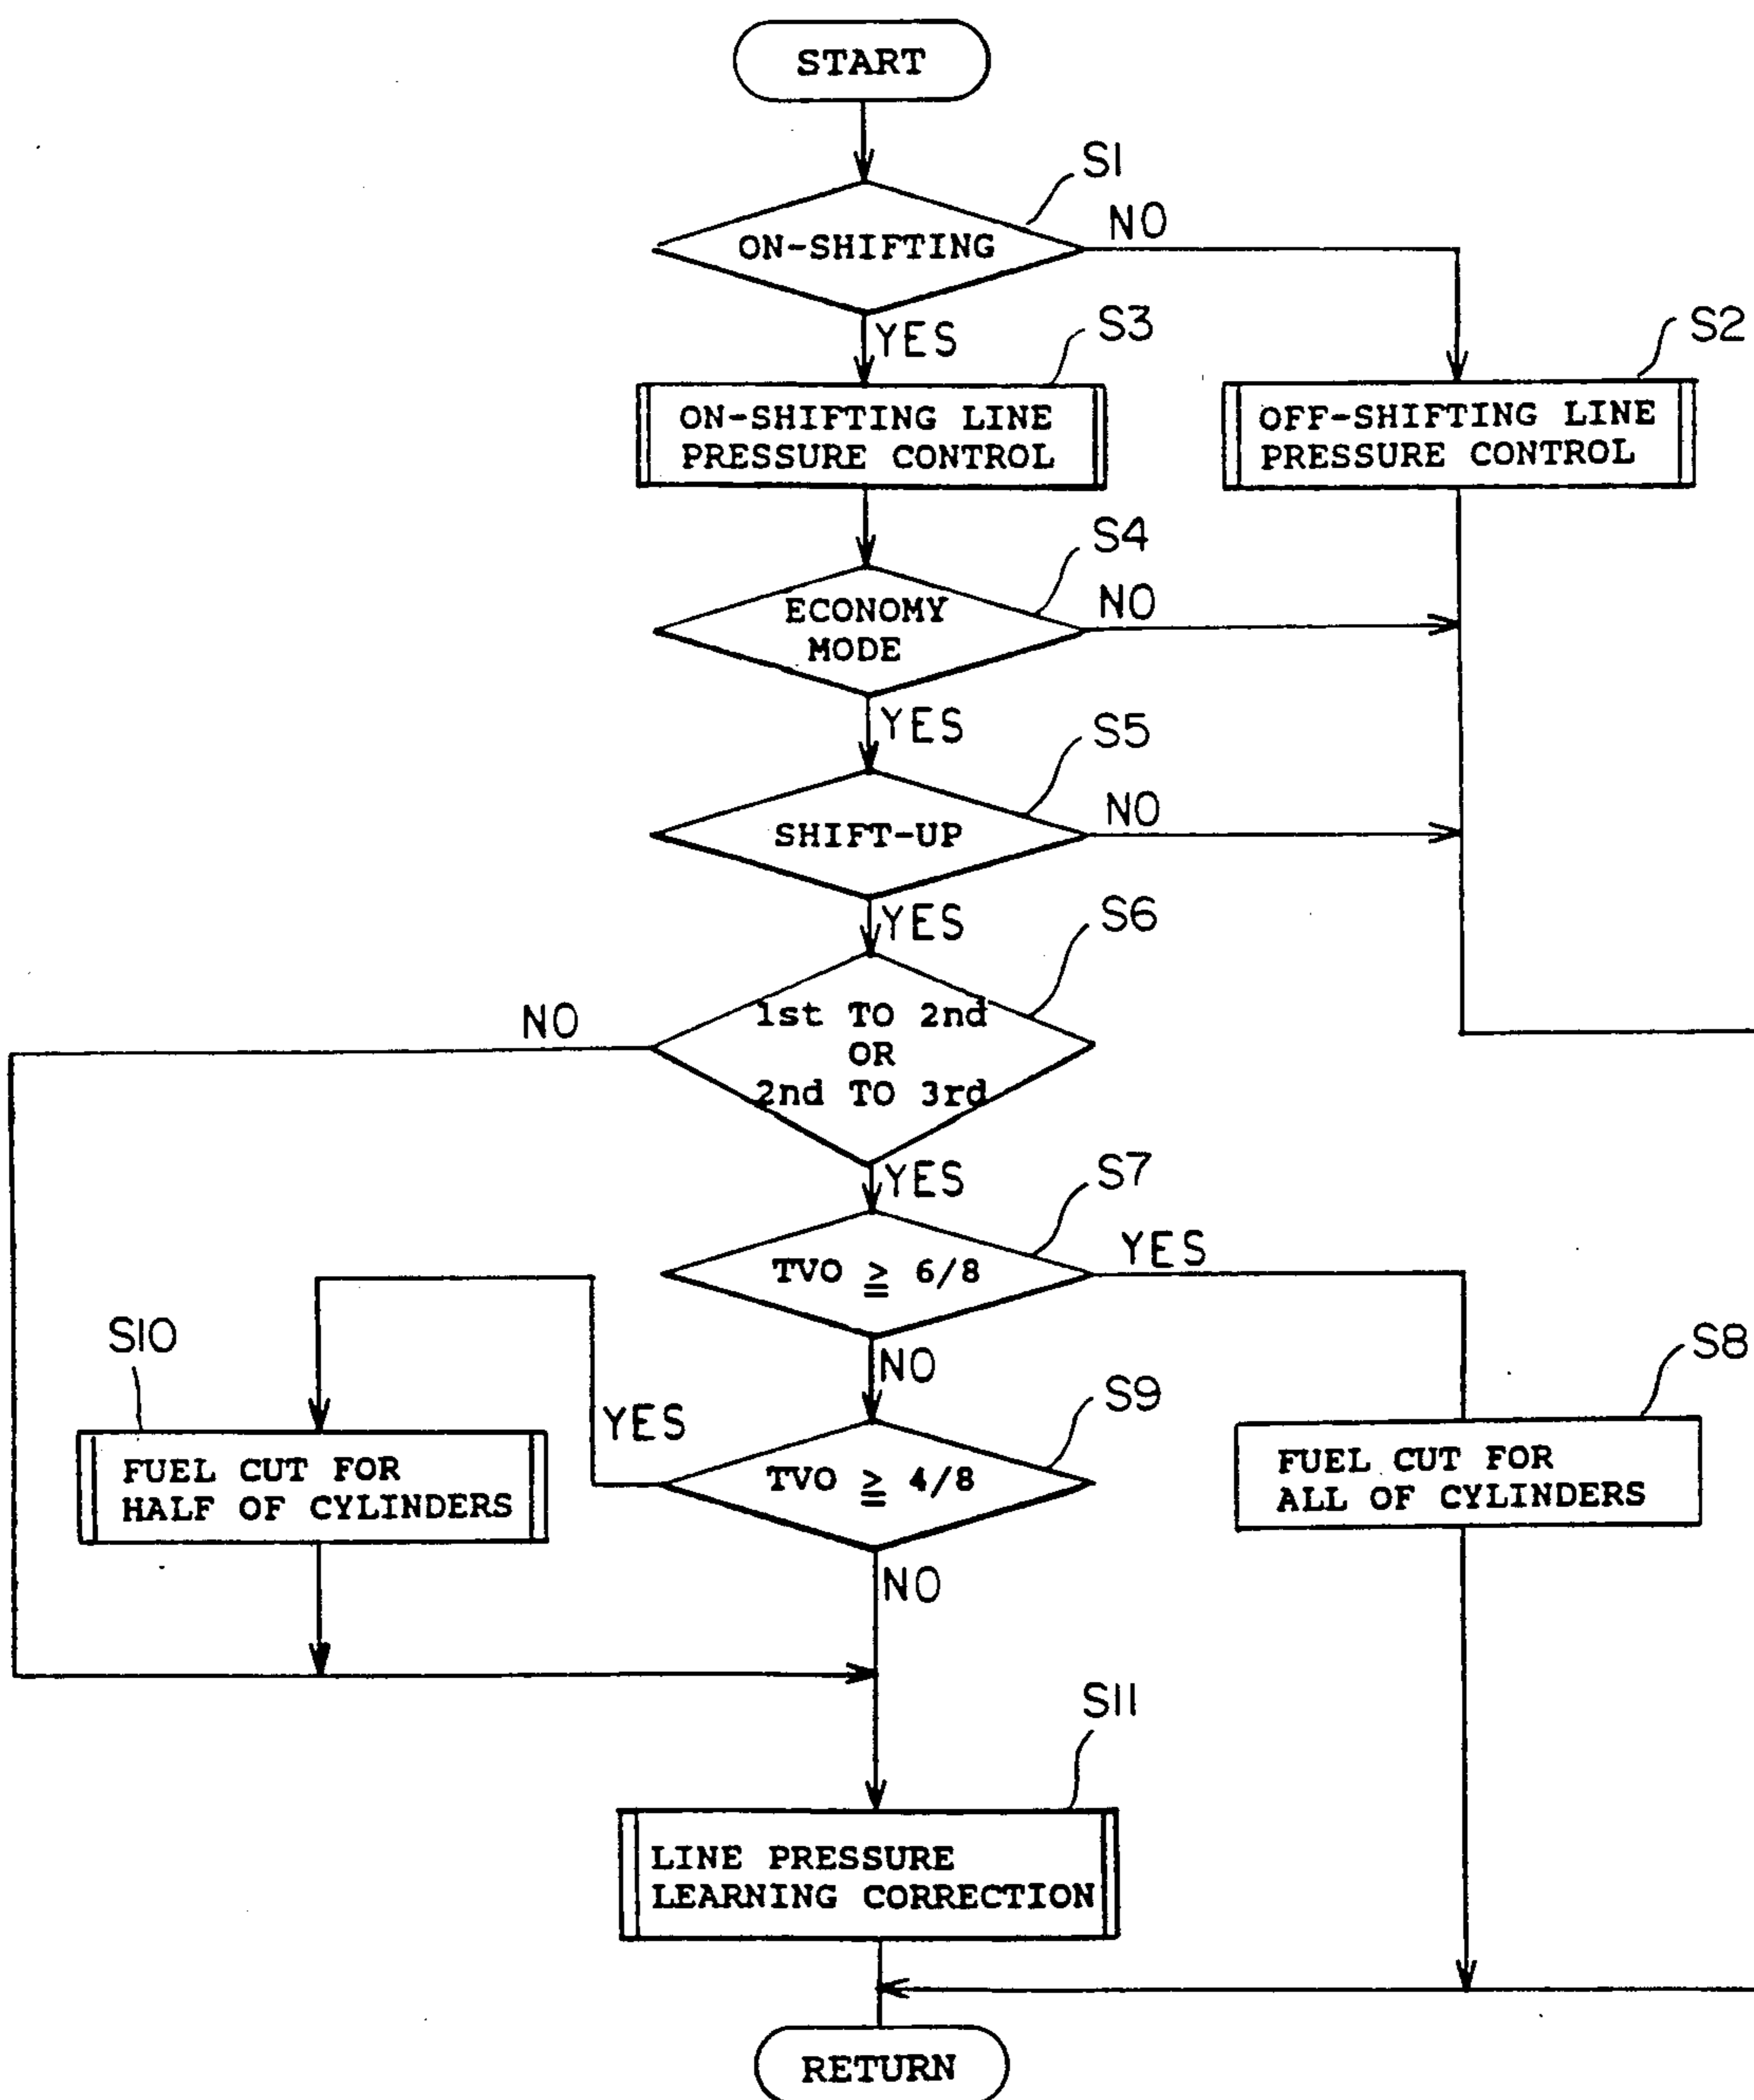 START
S1
ON-SHIFTING
NO
YES
S3
S2
ON-SHIFTING LINE
PRESSURE CONTROL
OFF-SHIFTING LINE
PRESSURE CONTROL
S4
ECONOMY
MODE
NO
YES
S5
SHIFT-UP
NO
YES
S6
NO
1st TO 2nd
OR
2nd TO 3rd
YES
S7
TVO ≧ 6/8
YES
NO
S10
S8
S9
YES
FUEL CUT FOR
HALF OF CYLINDERS
TVO ≧ 4/8
FUEL CUT FOR
ALL OF CYLINDERS
NO
S11
LINE PRESSURE
LEARNING CORRECTION
RETURN